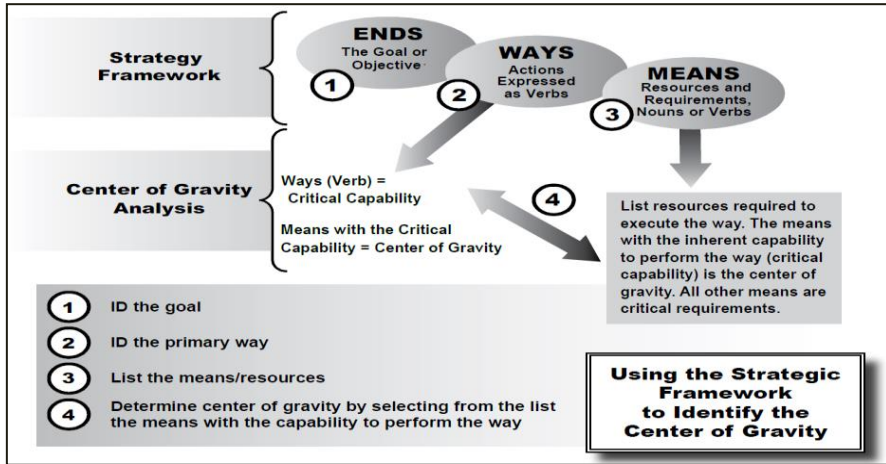 Strategy
Framework
ENDS
The Goal or
Objective
1
WAYS
Actions
Expressed
as Verbs
2
MEANS
Resources and
Requirements,
Nouns or Verbs
3
Center of Gravity
Analysis
Ways (Verb) =
Critical Capability
Means with the Critical
Capability = Center of Gravity
4
List resources required to
execute the way. The means
with the inherent capability
to perform the way (critical
capability) is the center of
gravity. All other means are
critical requirements.
1 ID the goal
2 ID the primary way
3 List the means/resources
4 Determine center of gravity by selecting from the list
the means with the capability to perform the way
Using the Strategic
Framework
to Identify the
Center of Gravity